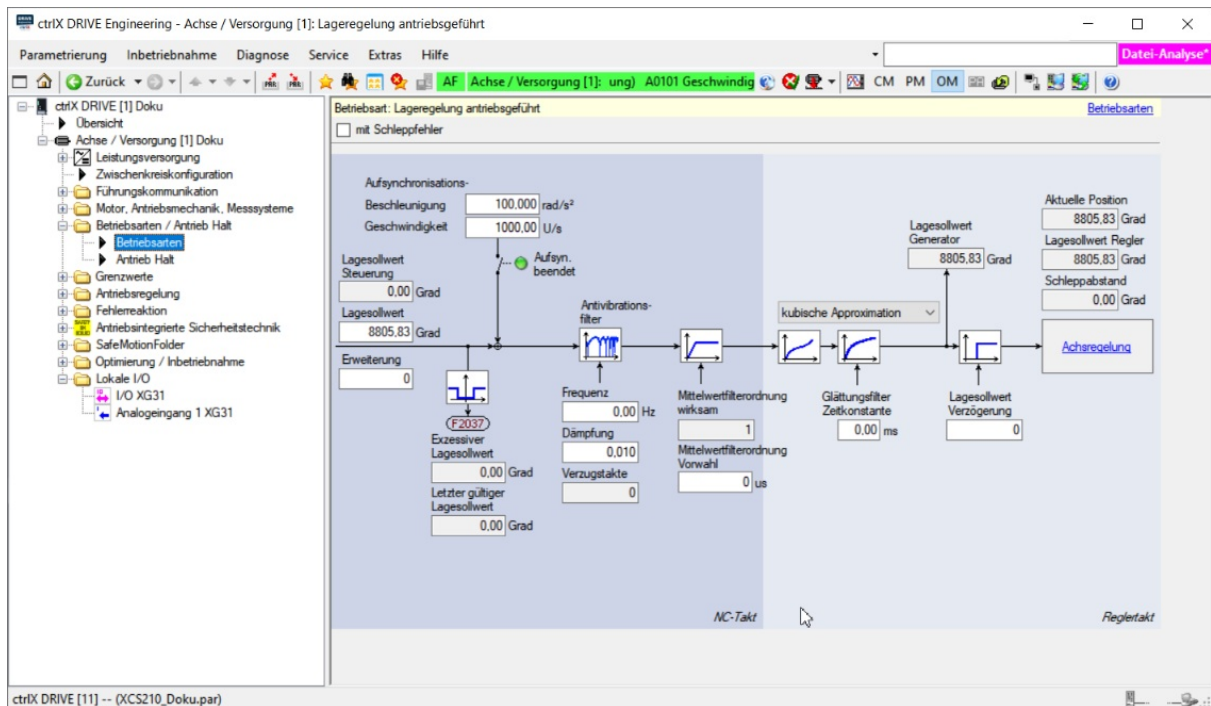 ctrlX DRIVE Engineering - Achse / Versorgung [1]: Lageregelung antriebsgeführt
Parametrierung Inbetriebnahme Diagnose Service Extras Hilfe
Datei-Analyse*
Zurück
AF Achse / Versorgung [1]: ung) A0101 Geschwindig
CM PM OM
ctrlX DRIVE [1] Doku
Übersicht
Achse / Versorgung [1] Doku
Leistungsversorgung
Zwischenkreiskonfiguration
Führungskommunikation
Motor, Antriebsmechanik, Messsysteme
Betriebsarten / Antrieb Halt
Betriebsarten
Antrieb Halt
Grenzwerte
Antriebsregelung
Fehlerreaktion
Antriebsintegrierte Sicherheitstechnik
SafeMotionFolder
Optimierung / Inbetriebnahme
Lokale I/O
I/O XG31
Analogeingang 1 XG31
Betriebsart: Lageregelung antriebsgeführt
Betriebsarten
mit Schleppfehler
Aufsynchronisations-
Beschleunigung 100.000 rad/s²
Geschwindigkeit 1000,00 U/s
Aufsyn.
beendet
Lagesollwert
Steuerung
0,00 Grad
Lagesollwert
8805,83 Grad
Erweiterung
0
F2037
Exzessiver
Lagesollwert
0,00 Grad
Letzter gültiger
Lagesollwert
0,00 Grad
Antivibrations-
filter
Frequenz
0,00 Hz
Dämpfung
0,010
Verzugstakte
0
Mittelwertfilterordnung
wirksam
1
Mittelwertfilterordnung
Vorwahl
0 us
NC-Takt
kubische Approximation
Glättungsfilter
Zeitkonstante
0,00 ms
Lagesollwert
Generator
8805,83 Grad
Lagesollwert
Verzögerung
0
Aktuelle Position
8805,83 Grad
Lagesollwert Regler
8805,83 Grad
Schleppabstand
0,00 Grad
Achsregelung
Reglertakt
ctrlX DRIVE [11] -- (XCS210_Doku.par)